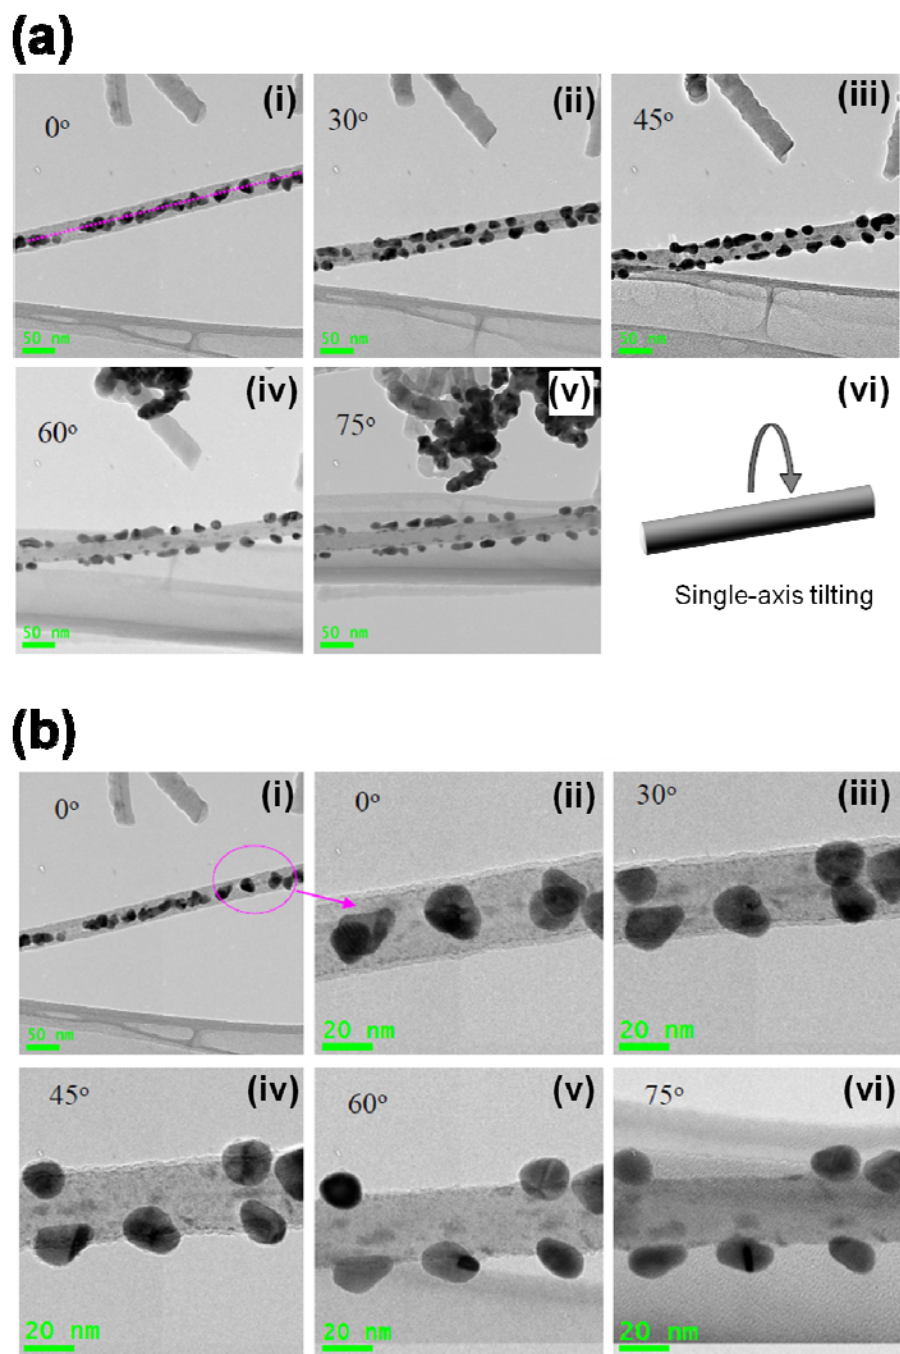 (a)
(i)
0°
50 nm
(ii)
30°
50 nm
(iii)
45°
50 nm
(iv)
60°
50 nm
(v)
75°
50 nm
(vi)
Single-axis tilting
(b)
(i)
0°
50 nm
(ii)
0°
20 nm
(iii)
30°
20 nm
(iv)
45°
20 nm
(v)
60°
20 nm
(vi)
75°
20 nm